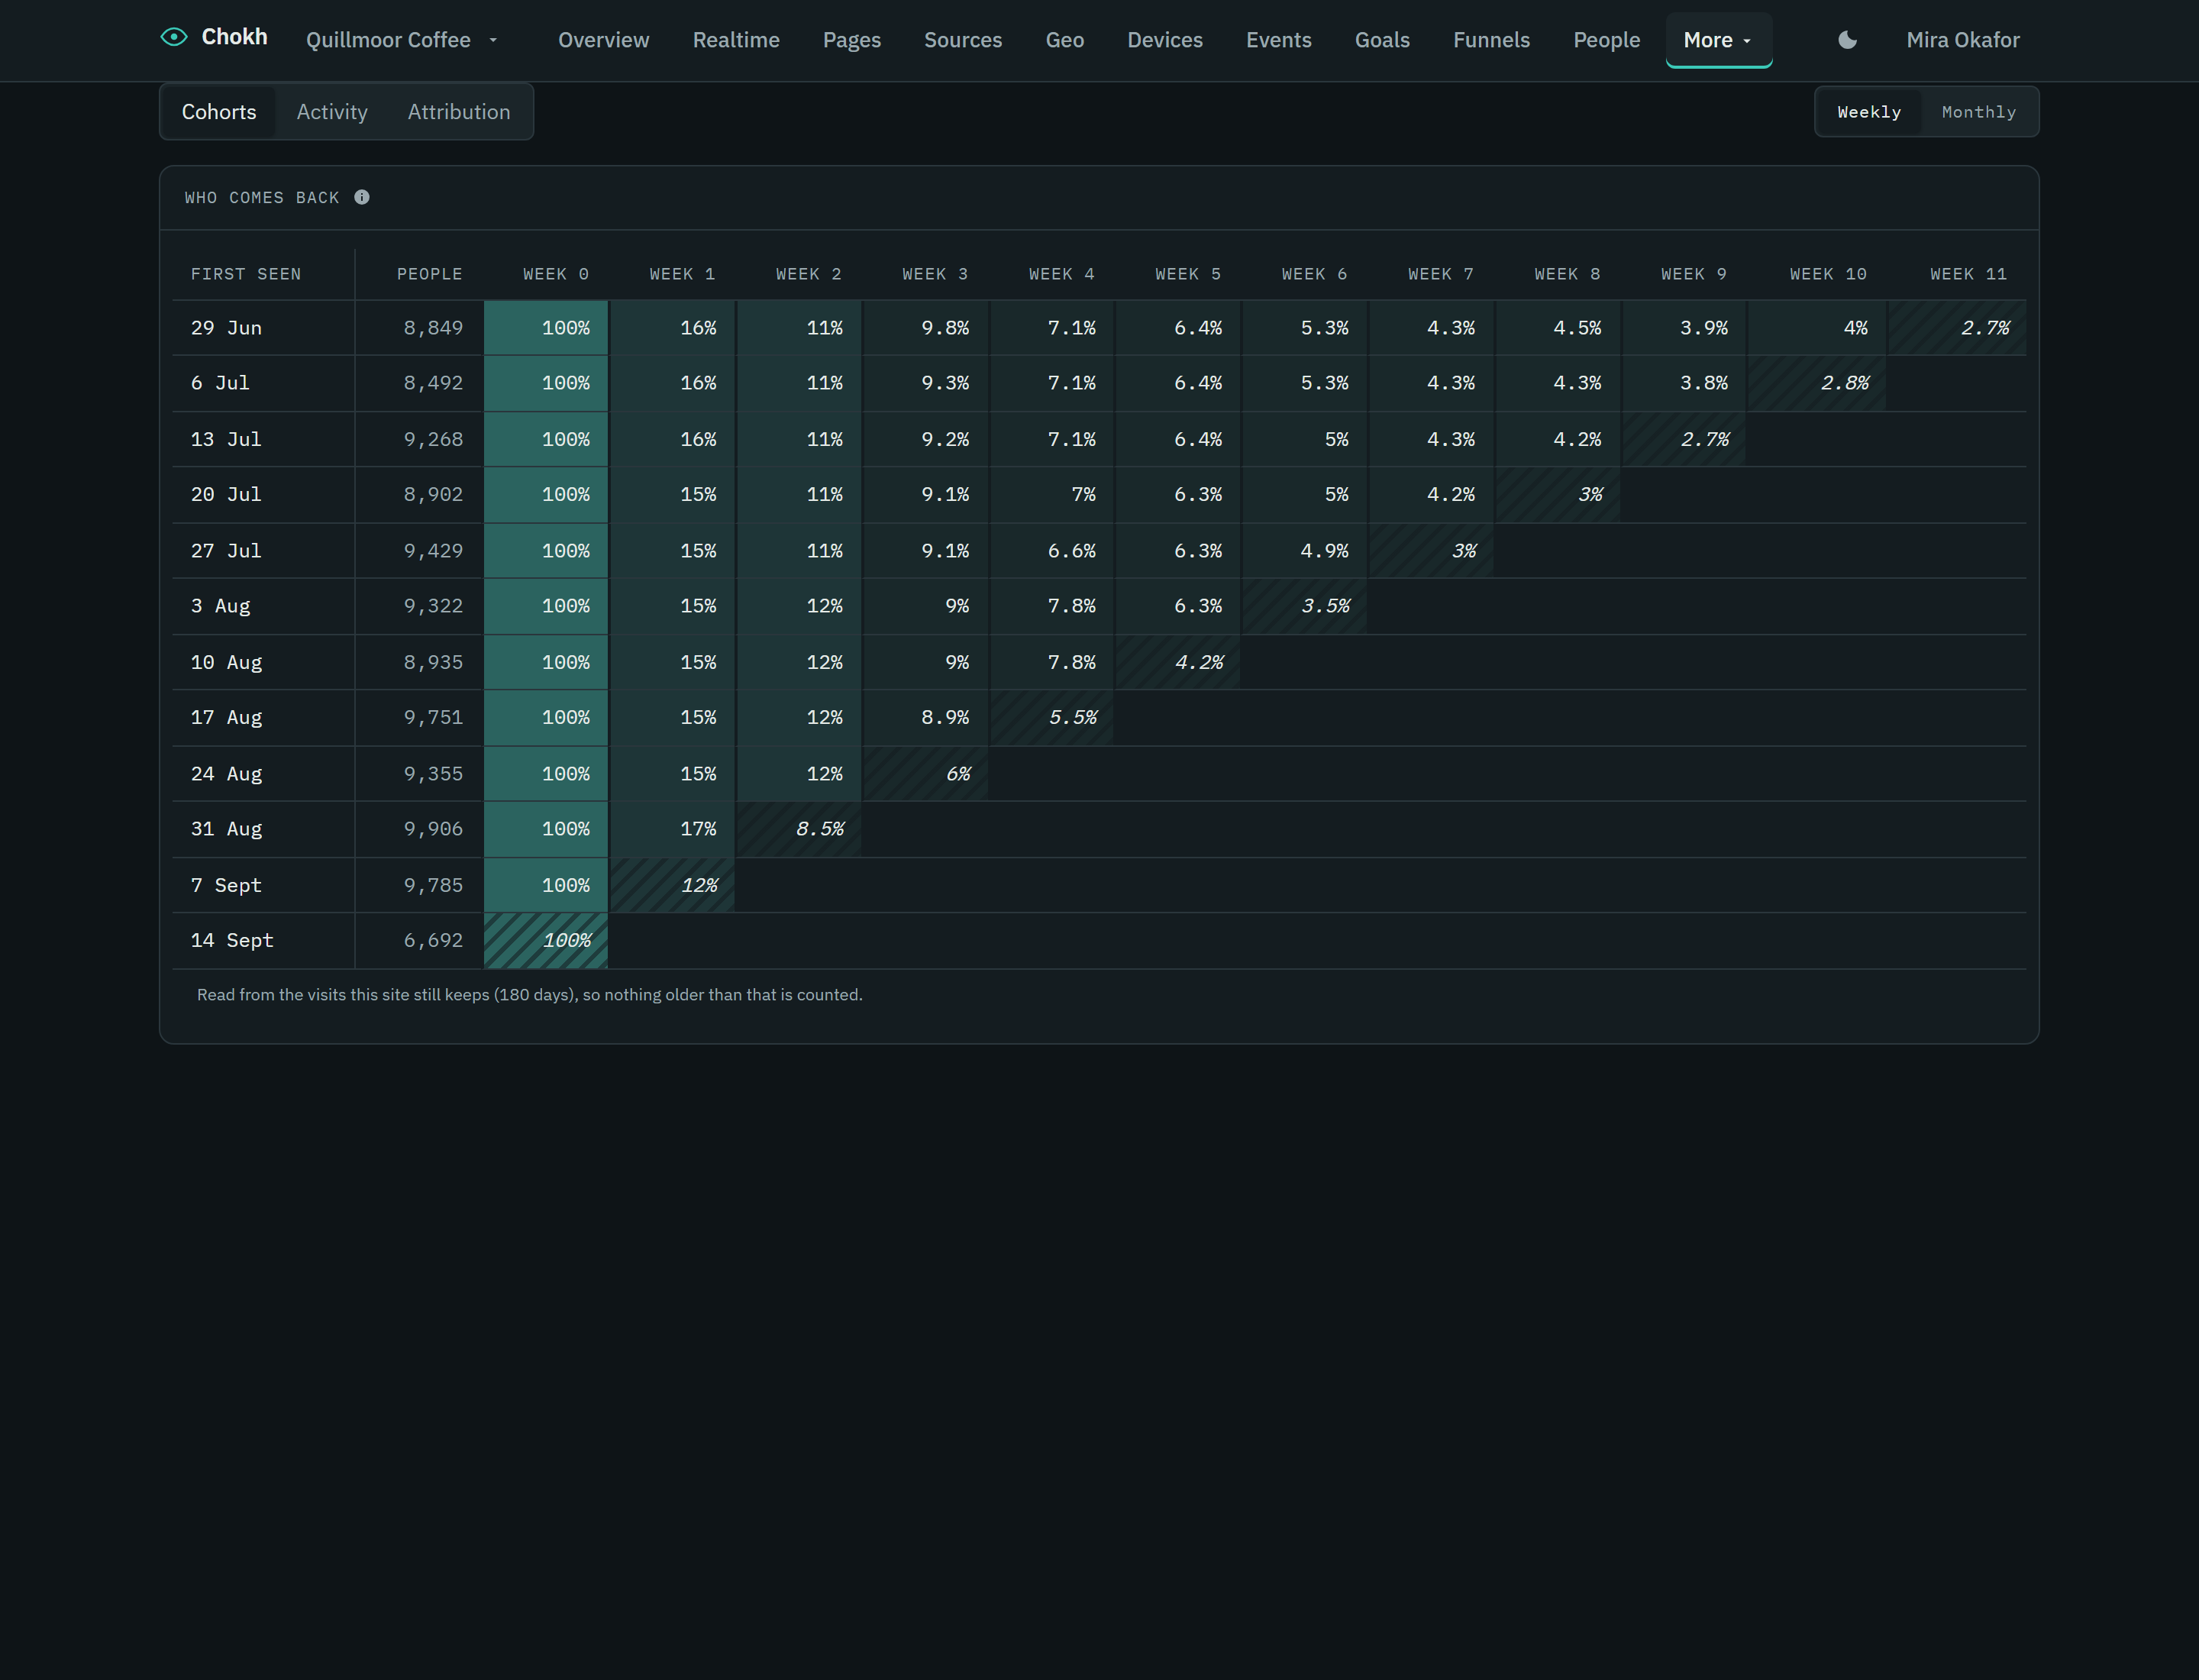 Chokh Quillmoor Coffee Overview Realtime Pages Sources Geo Devices Events Goals Funnels People More Mira Okafor
Cohorts Activity Attribution Weekly Monthly
WHO COMES BACK
FIRST SEEN PEOPLE WEEK 0 WEEK 1 WEEK 2 WEEK 3 WEEK 4 WEEK 5 WEEK 6 WEEK 7 WEEK 8 WEEK 9 WEEK 10 WEEK 11
29 Jun 8,849 100% 16% 11% 9.8% 7.1% 6.4% 5.3% 4.3% 4.5% 3.9% 4% 2.7%
6 Jul 8,492 100% 16% 11% 9.3% 7.1% 6.4% 5.3% 4.3% 4.3% 3.8% 2.8%
13 Jul 9,268 100% 16% 11% 9.2% 7.1% 6.4% 5% 4.3% 4.2% 2.7%
20 Jul 8,902 100% 15% 11% 9.1% 7% 6.3% 5% 4.2% 3%
27 Jul 9,429 100% 15% 11% 9.1% 6.6% 6.3% 4.9% 3%
3 Aug 9,322 100% 15% 12% 9% 7.8% 6.3% 3.5%
10 Aug 8,935 100% 15% 12% 9% 7.8% 4.2%
17 Aug 9,751 100% 15% 12% 8.9% 5.5%
24 Aug 9,355 100% 15% 12% 6%
31 Aug 9,906 100% 17% 8.5%
7 Sept 9,785 100% 12%
14 Sept 6,692 100%
Read from the visits this site still keeps (180 days), so nothing older than that is counted.